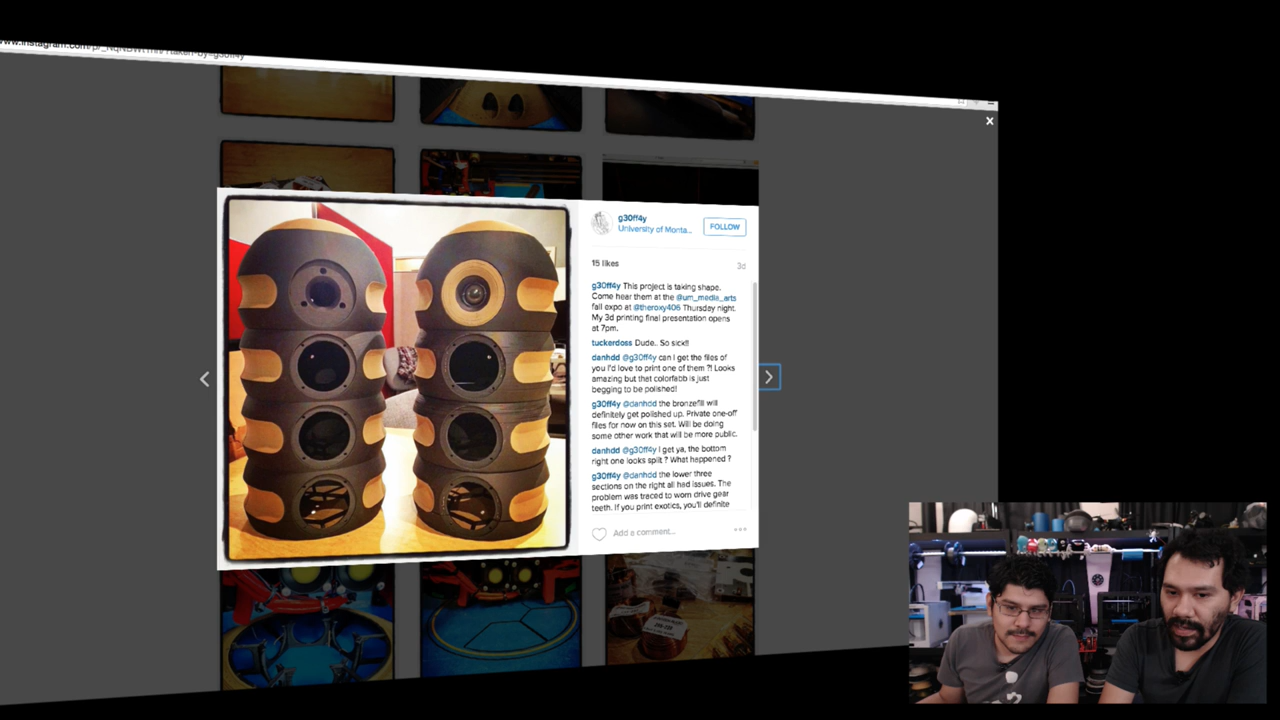 g30ff4y
University of Monta...
FOLLOW
15 likes
3d
g30ff4y This project is taking shape.
Come hear them at the @um_media_arts
fall expo at @theroxy406 Thursday night.
My 3d printing final presentation opens
at 7pm.
tuckerdoss Dude.. So sick!!
danhdd @g30ff4y can I get the files of
you I'd love to print one of them ?! Looks
amazing but that colorfabb is just
begging to be polished!
g30ff4y @danhdd the bronzefill will
definitely get polished up. Private one-off
files for now on this set. Will be doing
some other work that will be more public.
danhdd @g30ff4y I get ya, the bottom
right one looks split ? What happened ?
g30ff4y @danhdd the lower three
sections on the right all had issues. The
problem was traced to worn drive gear
teeth. If you print exotics, you'll definite
Add a comment...